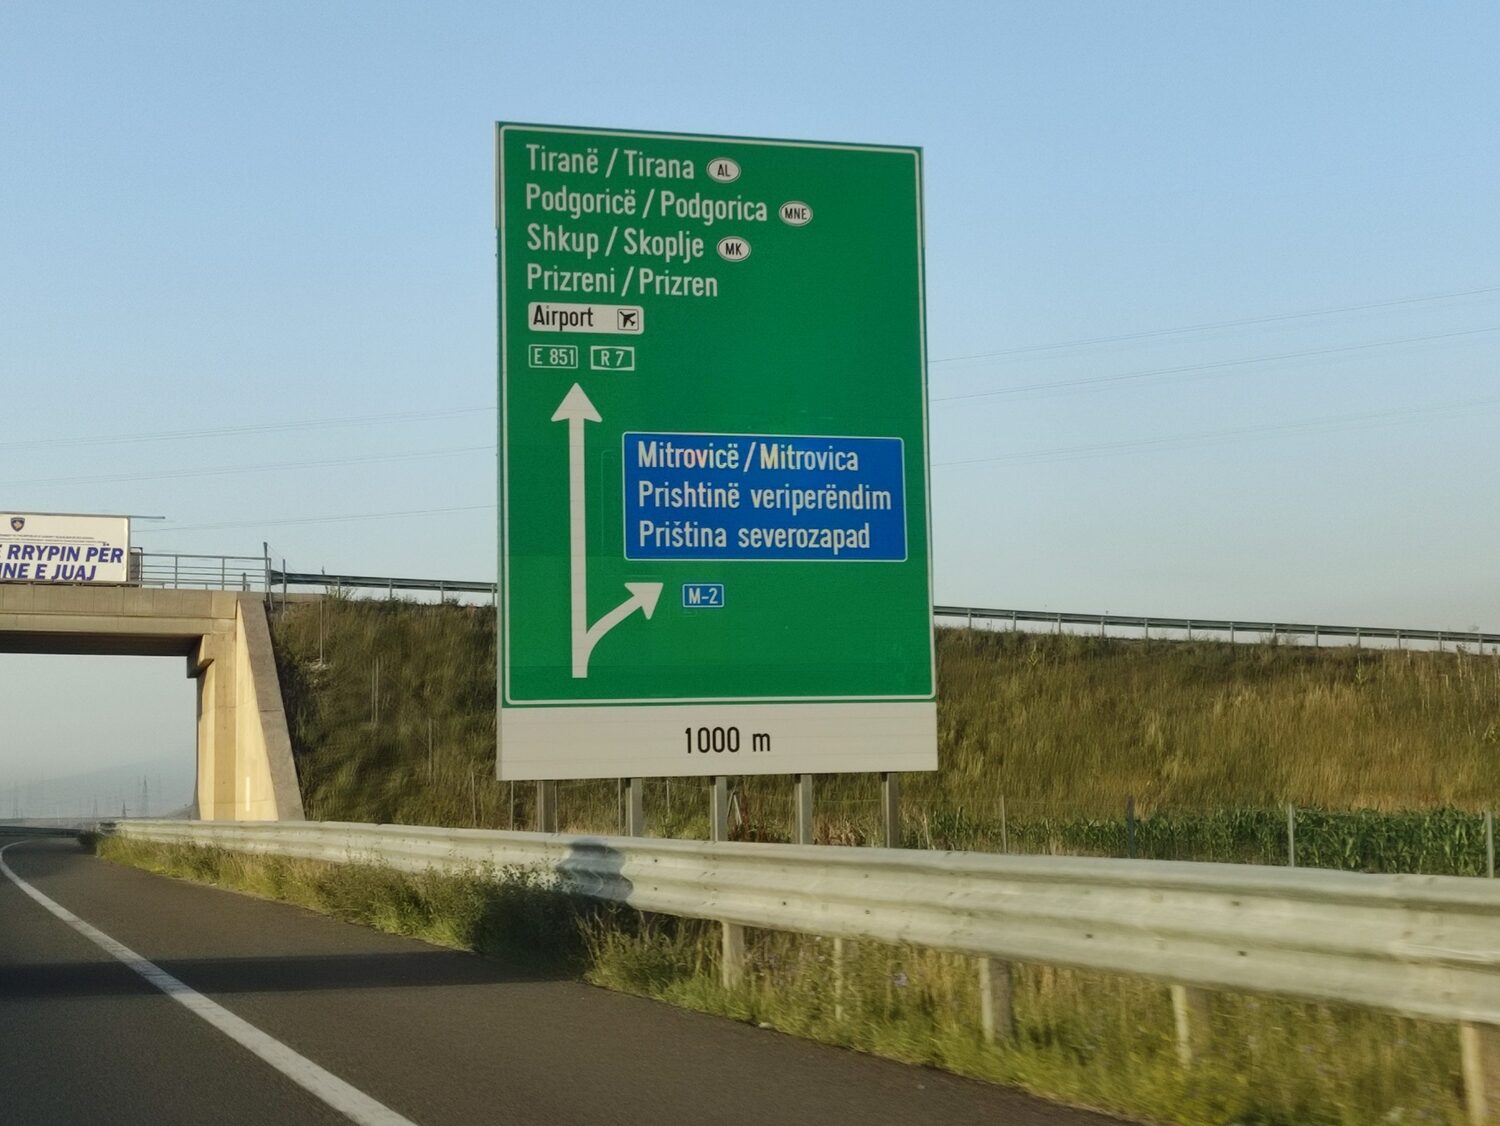 Tiranë / Tirana AL
Podgoricë / Podgorica MNE
Shkup / Skoplje MK
Prizreni / Prizren
Airport
E 851 R 7
Mitrovicë / Mitrovica
Prishtinë veriperëndim
Priština severozapad
M-2
1000 m
RRYPIN PËR
E JUAJ